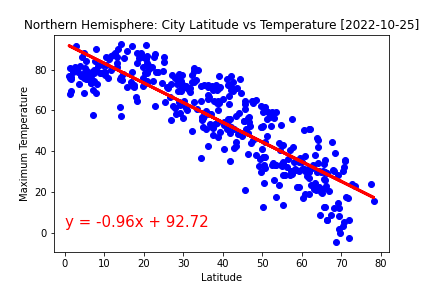 Northern Hemisphere: City Latitude vs Temperature [2022-10-25]
Maximum Temperature
80
60
40
20
0
y = -0.96x + 92.72
0 10 20 30 40 50 60 70 80
Latitude